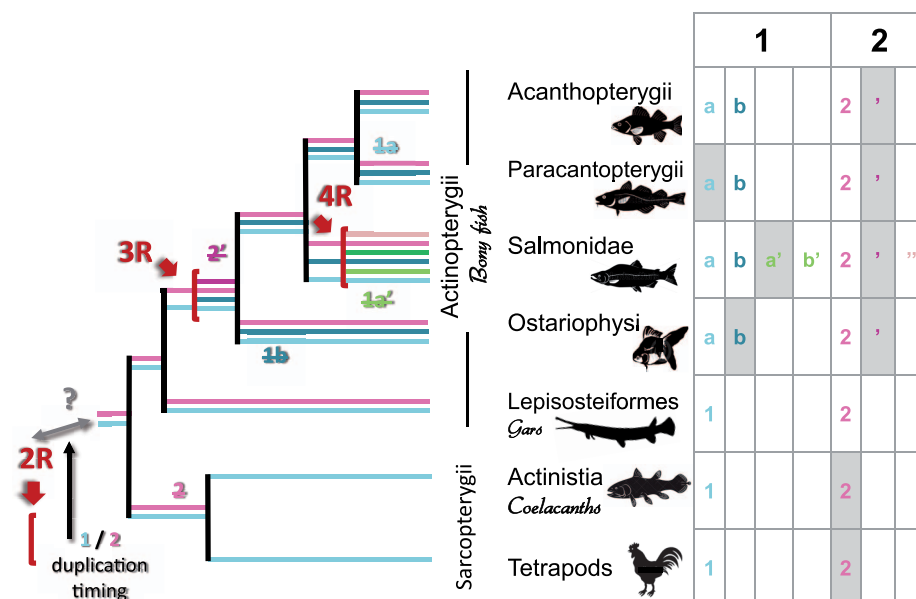 1 2
Acanthopterygii
a b 2 '
1a
Paracantopterygii
a b 2 '
4R
Actinopterygii
Bony fish
3R
2'
Salmonidae
a b a' b' 2 ' ''
1a'
Ostariophysi
a b 2 '
1b
?
Lepisosteiformes
Gars
1 2
2R
Sarcopterygii
Actinistia
Coelacanths
1 2
2
1 / 2
duplication
timing
Tetrapods
1 2